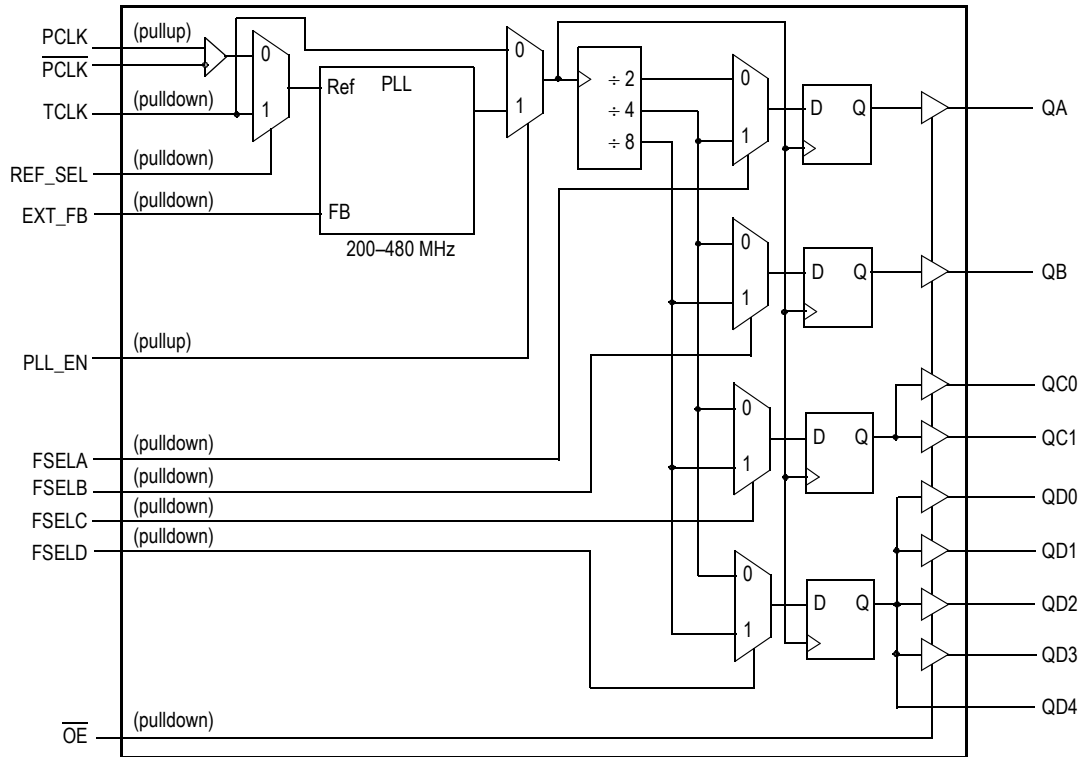 PCLK (pullup)
PCLK
TCLK (pulldown)
REF_SEL (pulldown)
EXT_FB (pulldown)
PLL_EN (pullup)
FSELA (pulldown)
FSELB (pulldown)
FSELC (pulldown)
FSELD (pulldown)
OE (pulldown)
0
1
Ref PLL
FB
200–480 MHz
0
1
÷ 2
÷ 4
÷ 8
0
1
D Q
QA
0
1
D Q
QB
0
1
D Q
QC0
QC1
0
1
D Q
QD0
QD1
QD2
QD3
QD4